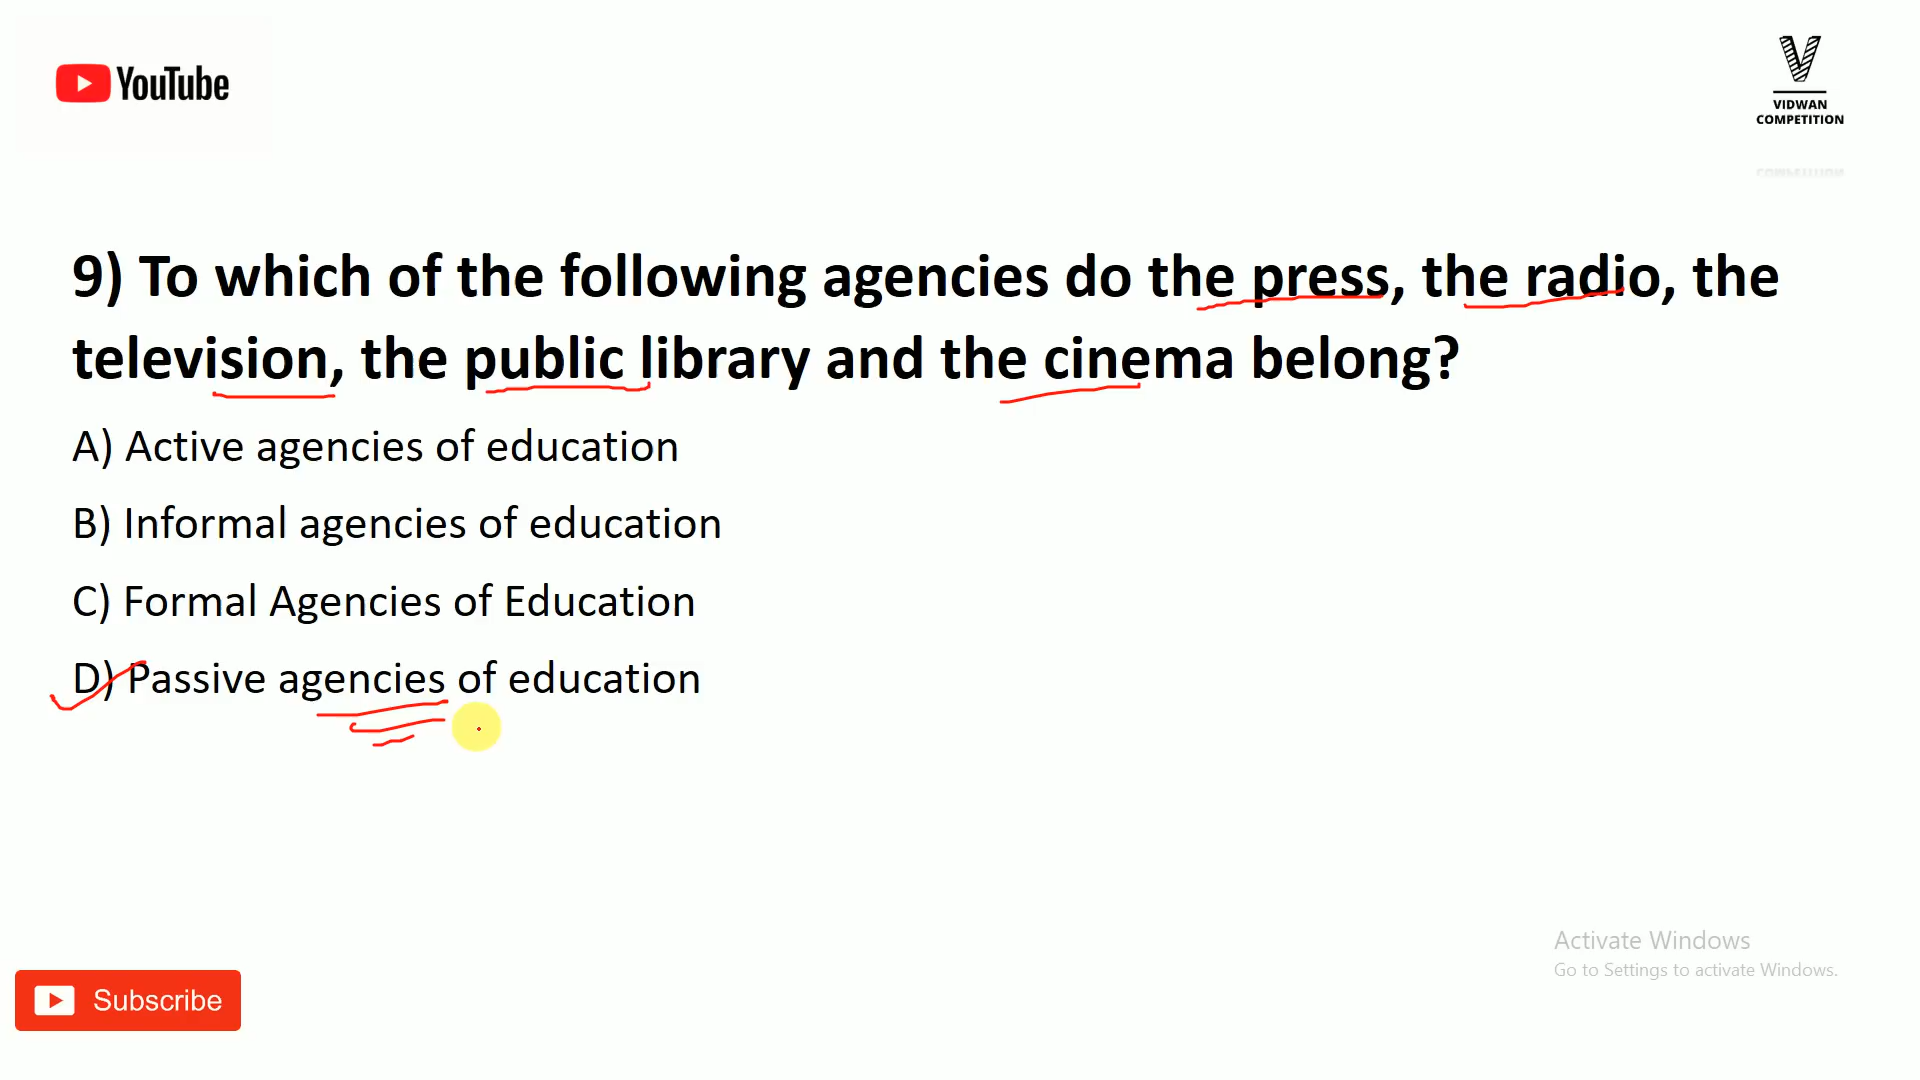 YouTube
VIDWAN
COMPETITION
COMPETITION
9) To which of the following agencies do the press, the radio, the
television, the public library and the cinema belong?
A) Active agencies of education
B) Informal agencies of education
C) Formal Agencies of Education
D) Passive agencies of education
Activate Windows
Go to Settings to activate Windows.
Subscribe